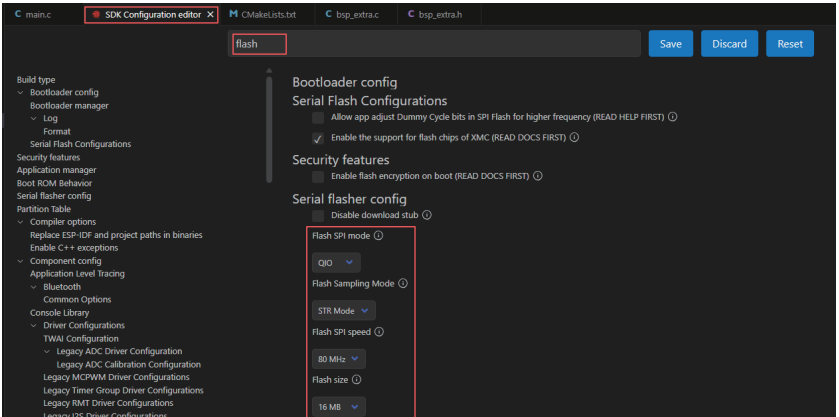 main.c
SDK Configuration editor
CMakeLists.txt
bsp_extra.c
bsp_extra.h
flash
Save
Discard
Reset
Build type
Bootloader config
Bootloader manager
Log
Format
Serial Flash Configurations
Security features
Application manager
Boot ROM Behavior
Serial flasher config
Partition Table
Compiler options
Replace ESP-IDF and project paths in binaries
Enable C++ exceptions
Component config
Application Level Tracing
Bluetooth
Common Options
Console Library
Driver Configurations
TWAI Configuration
Legacy ADC Driver Configuration
Legacy ADC Calibration Configuration
Legacy MCPWM Driver Configurations
Legacy Timer Group Driver Configurations
Legacy RMT Driver Configurations
Legacy I2S Driver Configurations
Bootloader config
Serial Flash Configurations
Allow app adjust Dummy Cycle bits in SPI Flash for higher frequency (READ HELP FIRST)
Enable the support for flash chips of XMC (READ DOCS FIRST)
Security features
Enable flash encryption on boot (READ DOCS FIRST)
Serial flasher config
Disable download stub
Flash SPI mode
QIO
Flash Sampling Mode
STR Mode
Flash SPI speed
80 MHz
Flash size
16 MB